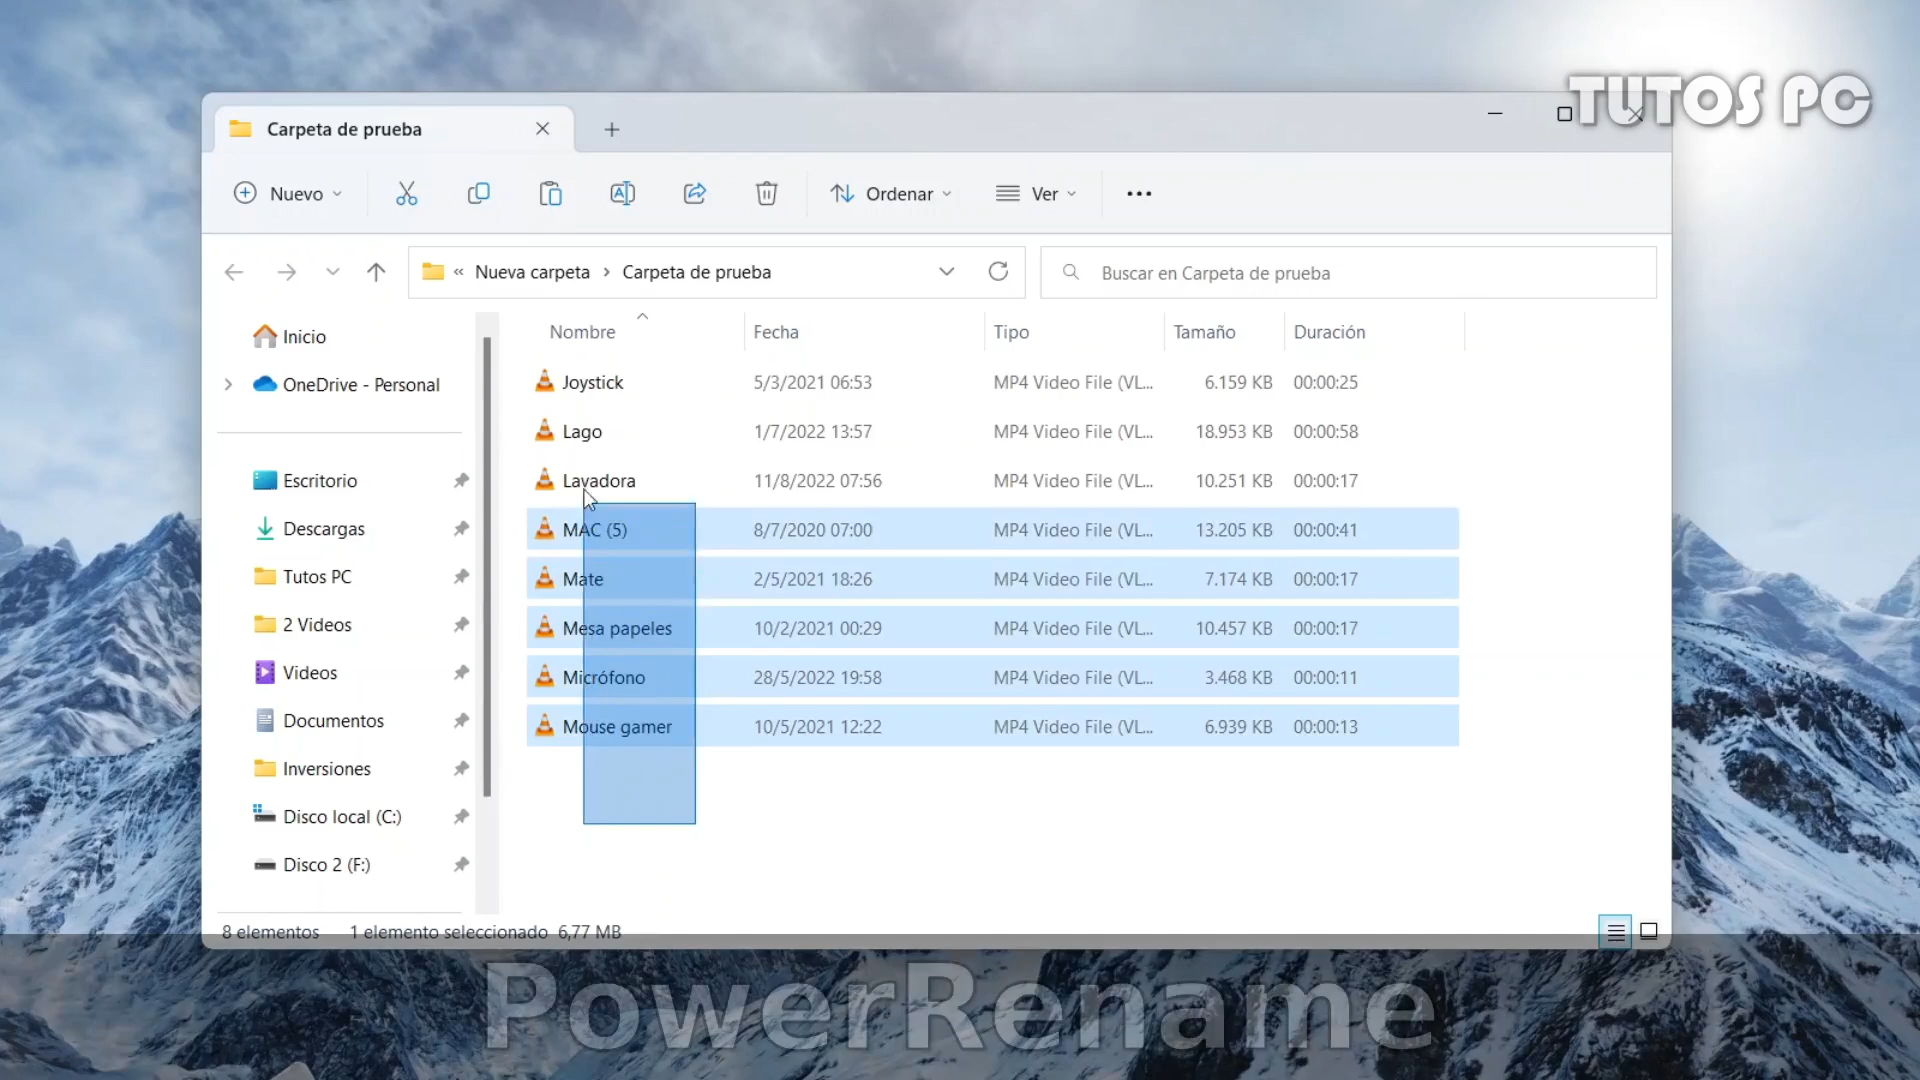 TUTOS PC
Carpeta de prueba
Nuevo
Ordenar
Ver
« Nueva carpeta › Carpeta de prueba
Buscar en Carpeta de prueba
Inicio
OneDrive - Personal
Escritorio
Descargas
Tutos PC
2 Videos
Videos
Documentos
Inversiones
Disco local (C:)
Disco 2 (F:)
Nombre Fecha Tipo Tamaño Duración
Joystick 5/3/2021 06:53 MP4 Video File (VL... 6.159 KB 00:00:25
Lago 1/7/2022 13:57 MP4 Video File (VL... 18.953 KB 00:00:58
Lavadora 11/8/2022 07:56 MP4 Video File (VL... 10.251 KB 00:00:17
MAC (5) 8/7/2020 07:00 MP4 Video File (VL... 13.205 KB 00:00:41
Mate 2/5/2021 18:26 MP4 Video File (VL... 7.174 KB 00:00:17
Mesa papeles 10/2/2021 00:29 MP4 Video File (VL... 10.457 KB 00:00:17
Micrófono 28/5/2022 19:58 MP4 Video File (VL... 3.468 KB 00:00:11
Mouse gamer 10/5/2021 12:22 MP4 Video File (VL... 6.939 KB 00:00:13
8 elementos 1 elemento seleccionado 6,77 MB
PowerRename